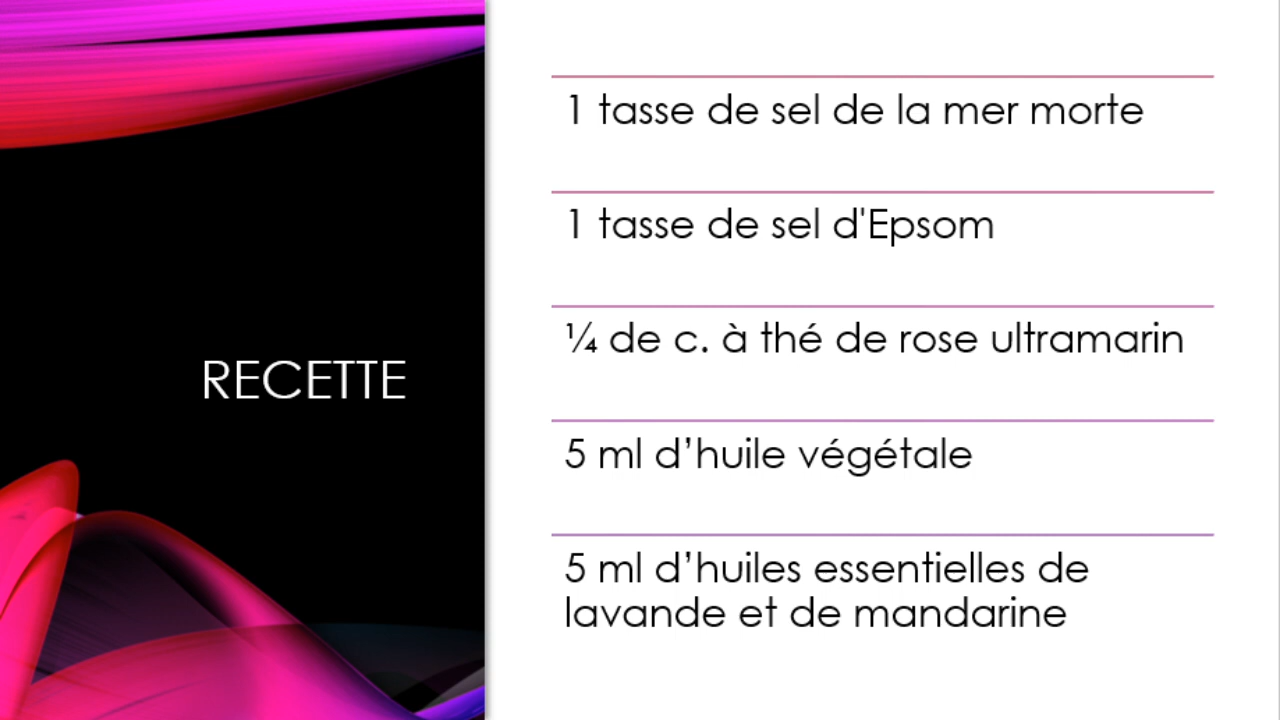 RECETTE
1 tasse de sel de la mer morte
1 tasse de sel d'Epsom
¼ de c. à thé de rose ultramarin
5 ml d’huile végétale
5 ml d’huiles essentielles de
lavande et de mandarine